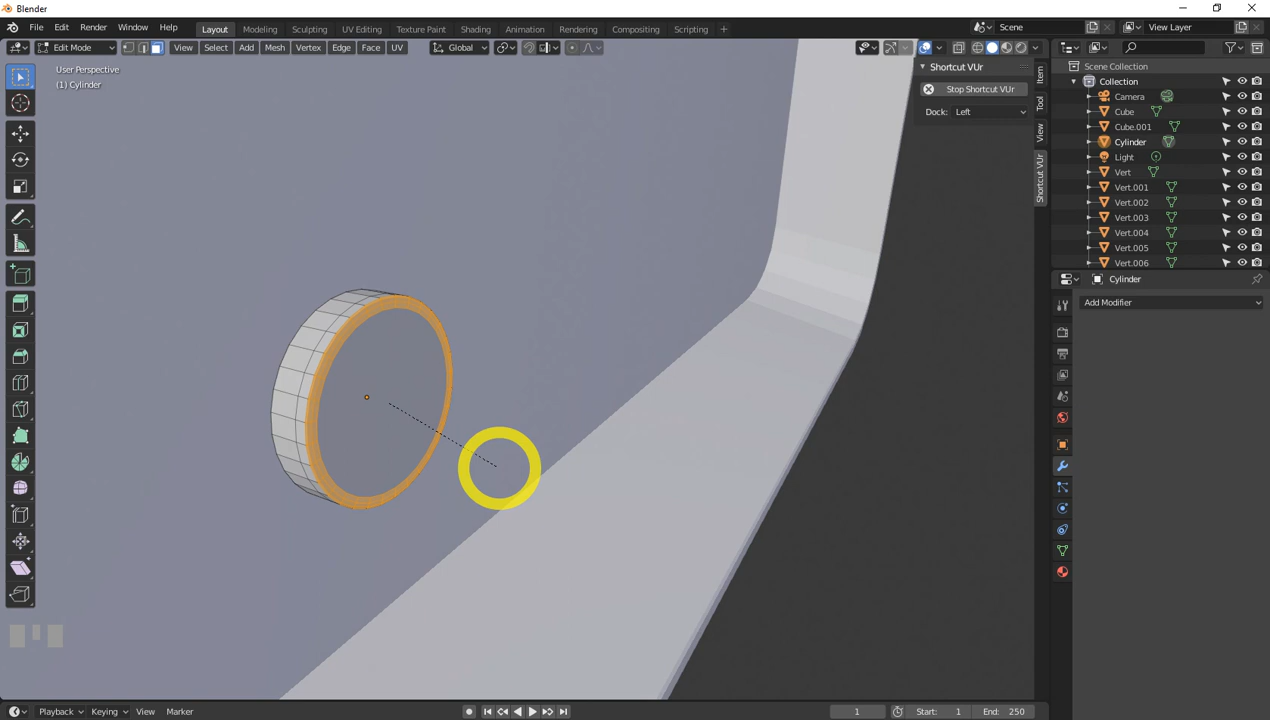 Blender
File Edit Render Window Help
Layout Modeling Sculpting UV Editing Texture Paint Shading Animation Rendering Compositing Scripting + Scene View Layer
Edit Mode View Select Add Mesh Vertex Edge Face UV Global
User Perspective
(1) Cylinder
Shortcut VUr
Stop Shortcut VUr
Dock: Left
Item
Tool
View
Shortcut VUr
Scene Collection
Collection
Camera
Cube
Cube.001
Cylinder
Light
Vert
Vert.001
Vert.002
Vert.003
Vert.004
Vert.005
Vert.006
Cylinder
Add Modifier
Playback Keying View Marker 1 Start: 1 End: 250